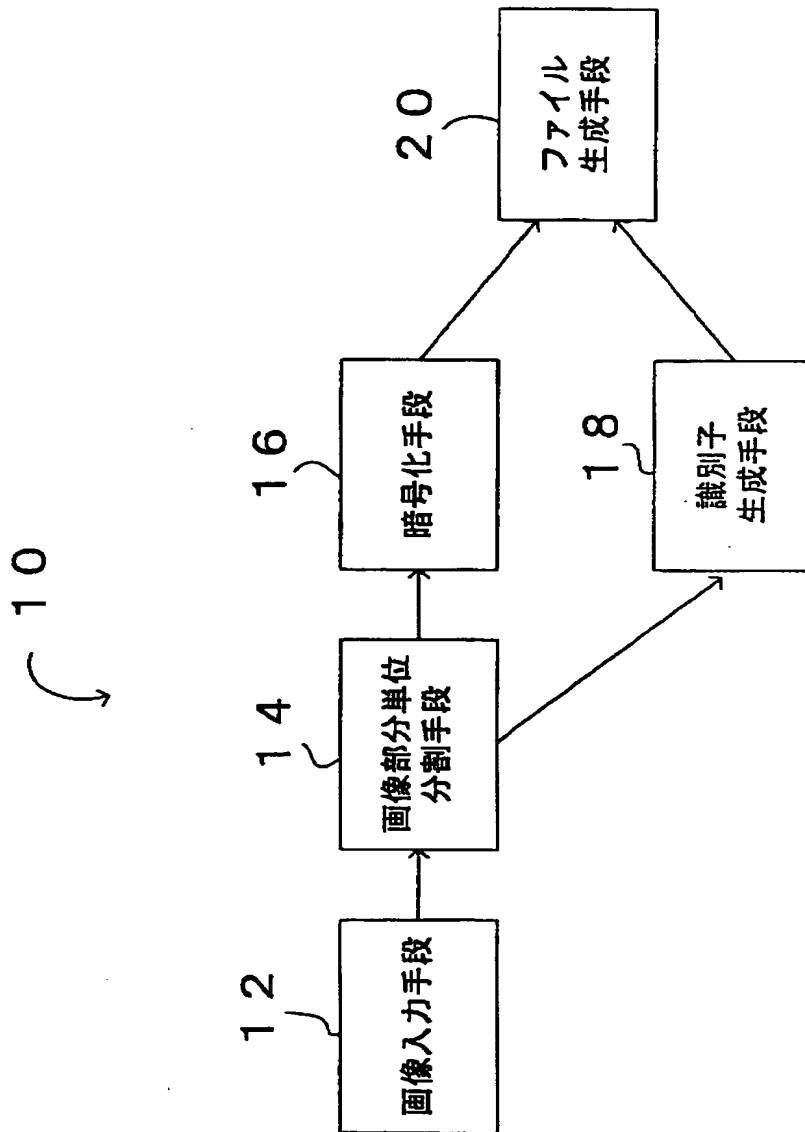 10
12
画像入力手段
14
画像部分単位
分割手段
16
暗号化手段
18
識別子
生成手段
20
ファイル
生成手段